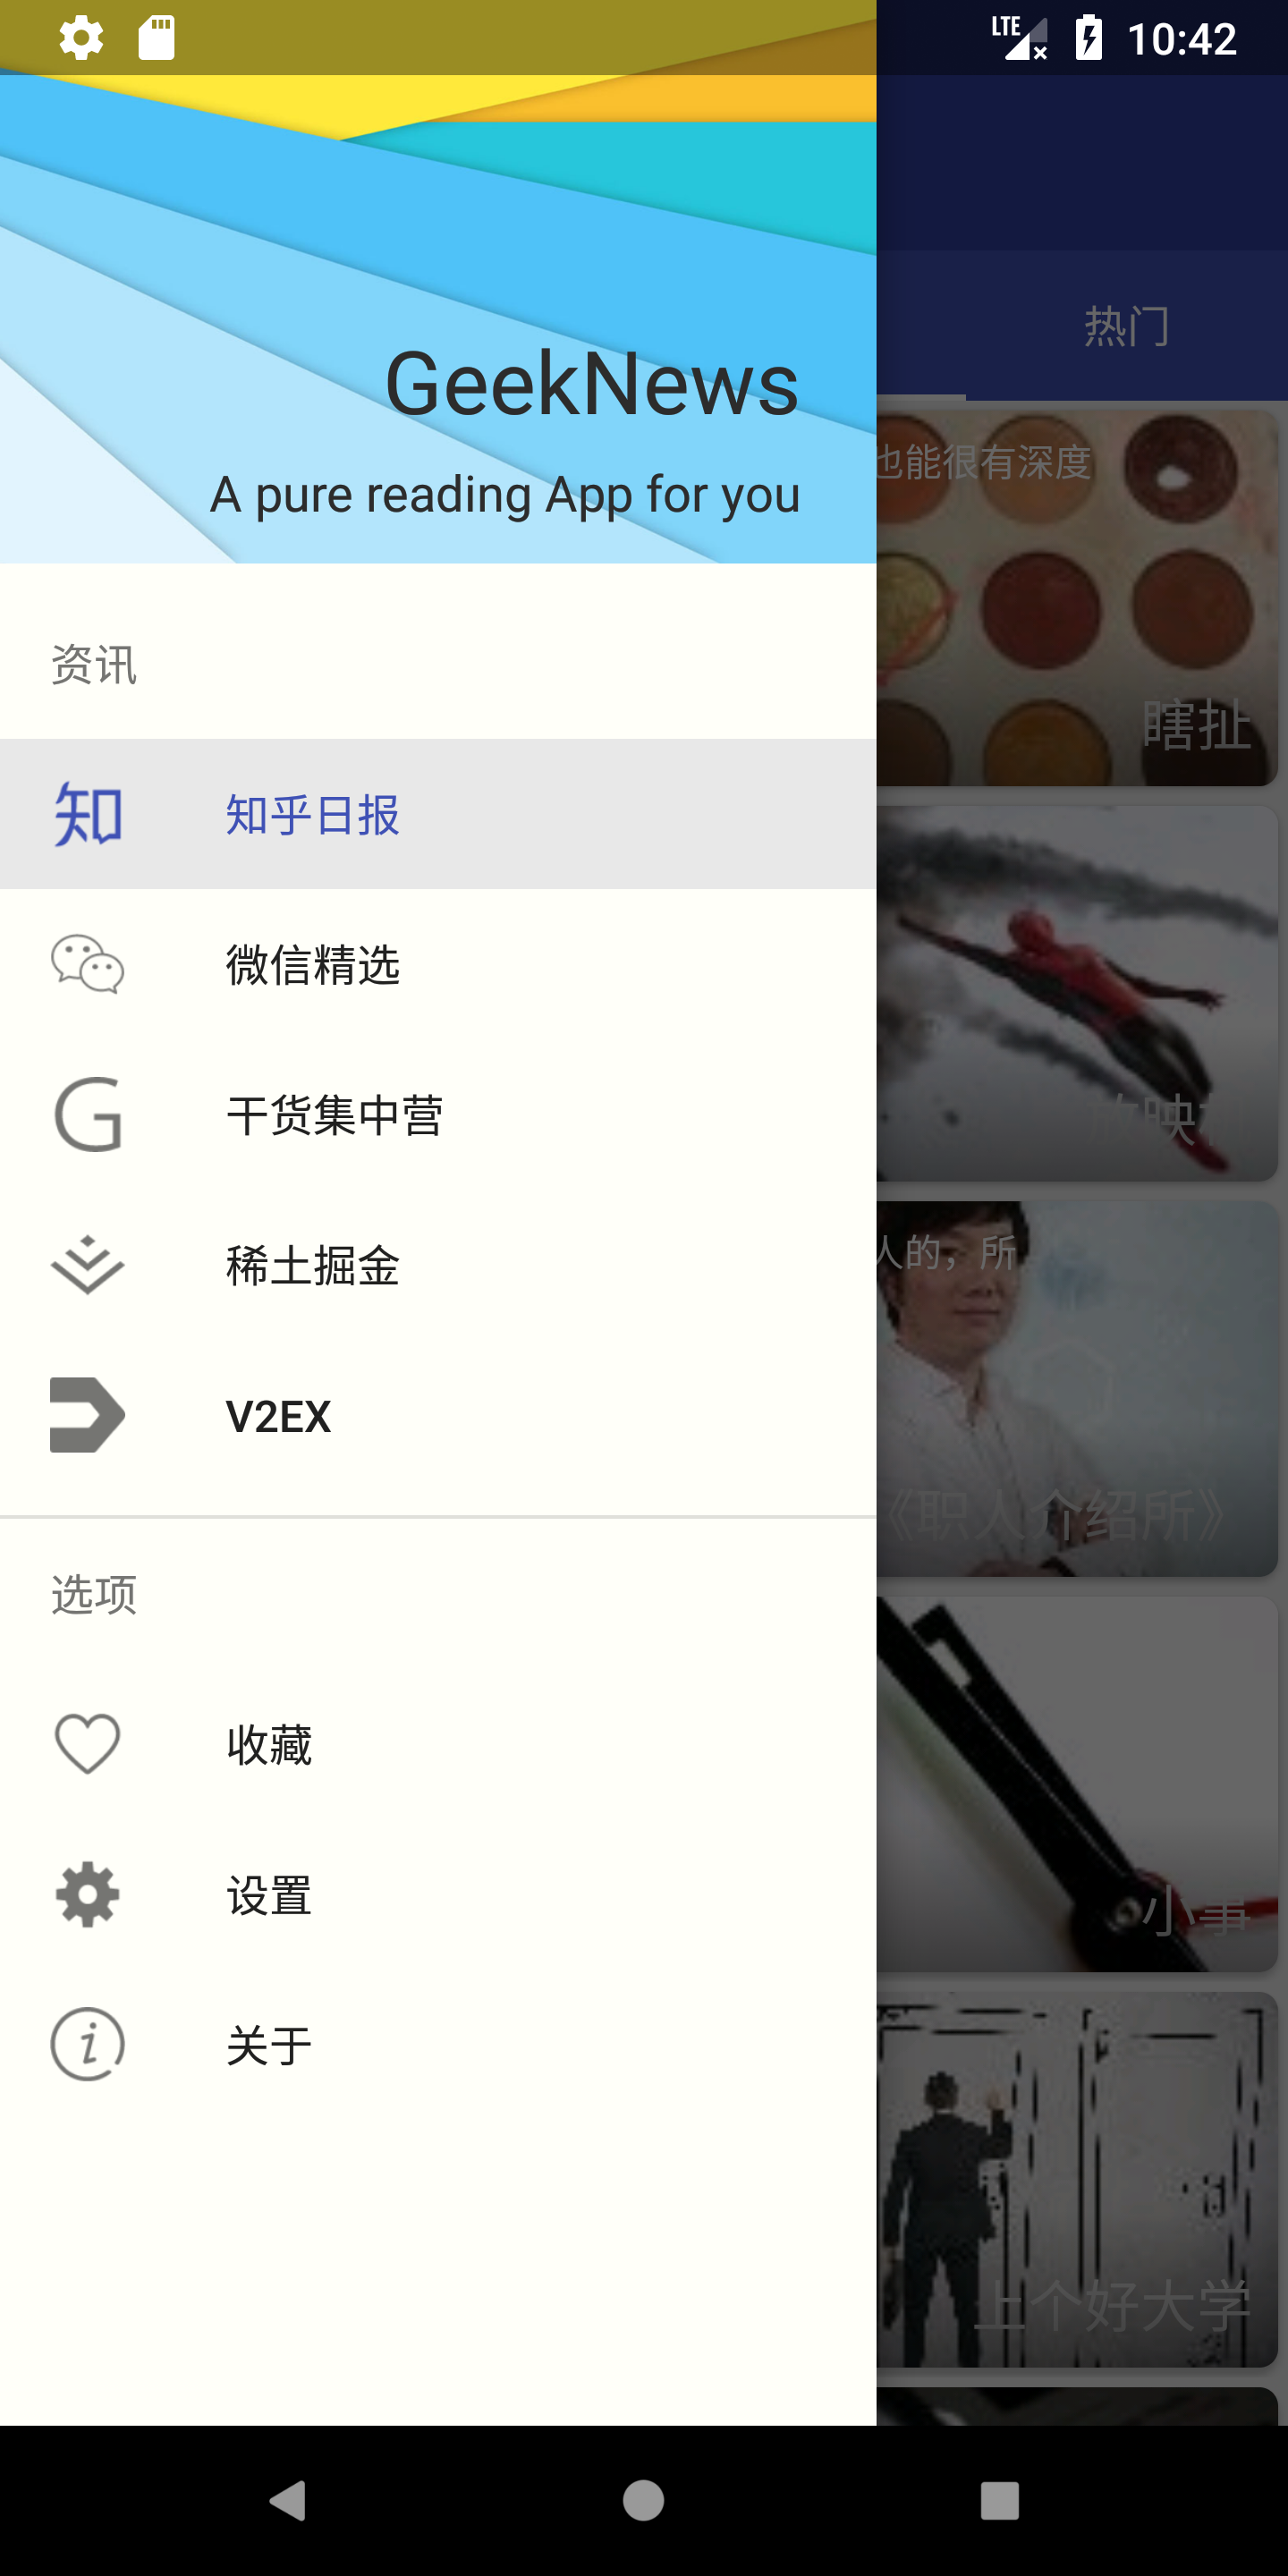 LTE 10:42
GeekNews
A pure reading App for you
资讯
知 知乎日报
微信精选
G 干货集中营
稀土掘金
V2EX
选项
收藏
设置
关于
热门
也能很有深度
瞎扯
放映机
人的，所
《职人介绍所》
小事
上个好大学